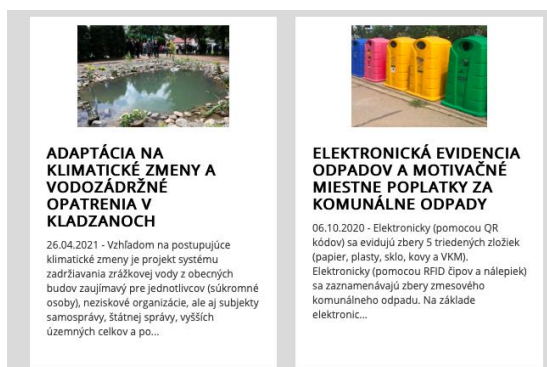 ADAPTÁCIA NA
KLIMATICKÉ ZMENY A
VODOZÁDRŽNÉ
OPATRENIA V
KLADZANOCH
26.04.2021 - Vzhľadom na postupujúce
klimatické zmeny je projekt systému
zadržiavania zrážkovej vody z obecných
budov zaujímavý pre jednotlivcov (súkromné
osoby), neziskové organizácie, ale aj subjekty
samosprávy, štátnej správy, vyšších
územných celkov a po...
ELEKTRONICKÁ EVIDENCIA
ODPADOV A MOTIVAČNÉ
MIESTNE POPLATKY ZA
KOMUNÁLNE ODPADY
06.10.2020 - Elektronicky (pomocou QR
kódov) sa evidujú zbery 5 triedených zložiek
(papier, plasty, sklo, kovy a VKM).
Elektronicky (pomocou RFID čipov a nálepiek)
sa zaznamenávajú zbery zmesového
komunálneho odpadu. Na základe
elektronic...